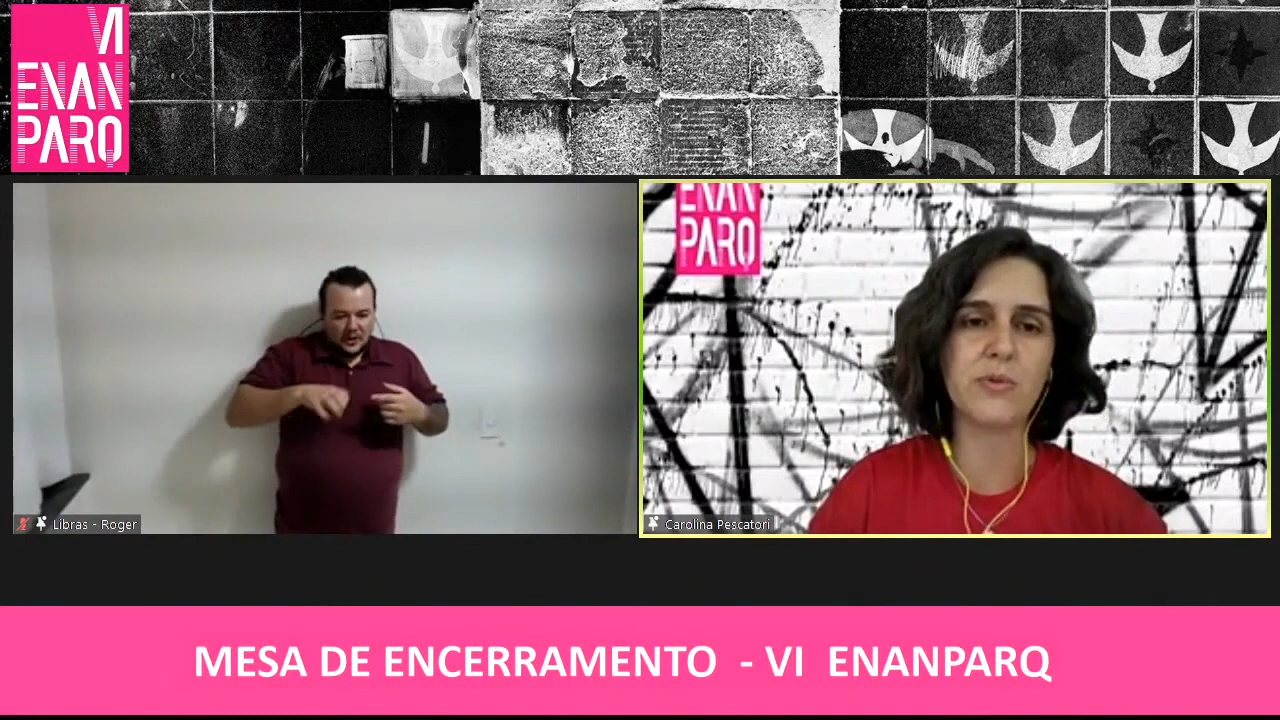 VI
ENAN
PARQ
ENAN
PARQ
Libras - Roger
Carolina Pescatori
MESA DE ENCERRAMENTO - VI ENANPARQ